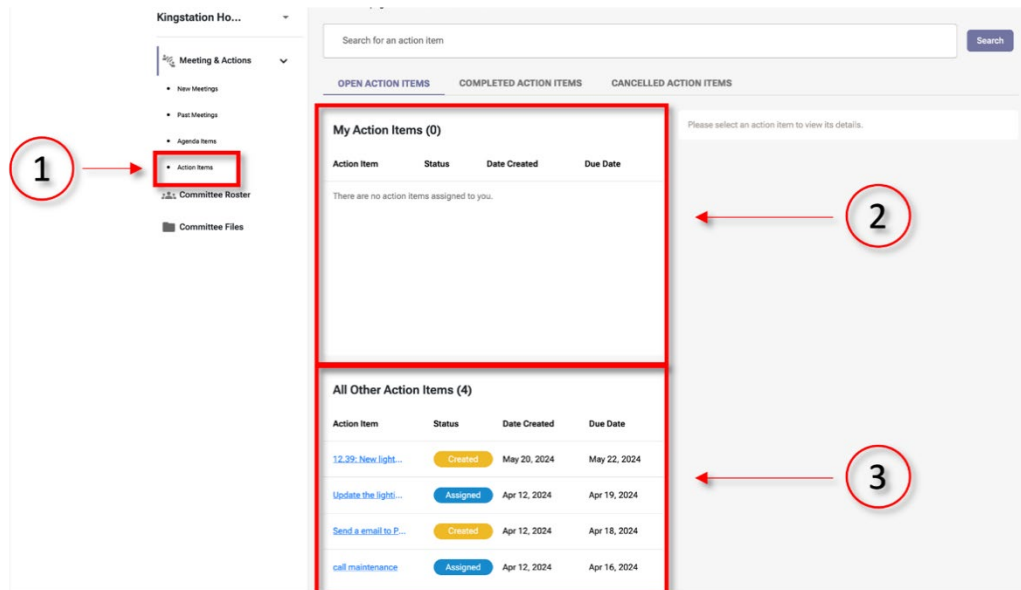 Kingstation Ho...
Search for an action item
Search
Meeting & Actions
New Meetings
Past Meetings
Agenda Items
Action Items
Committee Roster
Committee Files
1
OPEN ACTION ITEMS COMPLETED ACTION ITEMS CANCELLED ACTION ITEMS
My Action Items (0)
Action Item Status Date Created Due Date
There are no action items assigned to you.
Please select an action item to view its details.
2
All Other Action Items (4)
Action Item Status Date Created Due Date
12.39: New light... Created May 20, 2024 May 22, 2024
Update the lighti... Assigned Apr 12, 2024 Apr 19, 2024
Send a email to P... Created Apr 12, 2024 Apr 18, 2024
call maintenance Assigned Apr 12, 2024 Apr 16, 2024
3